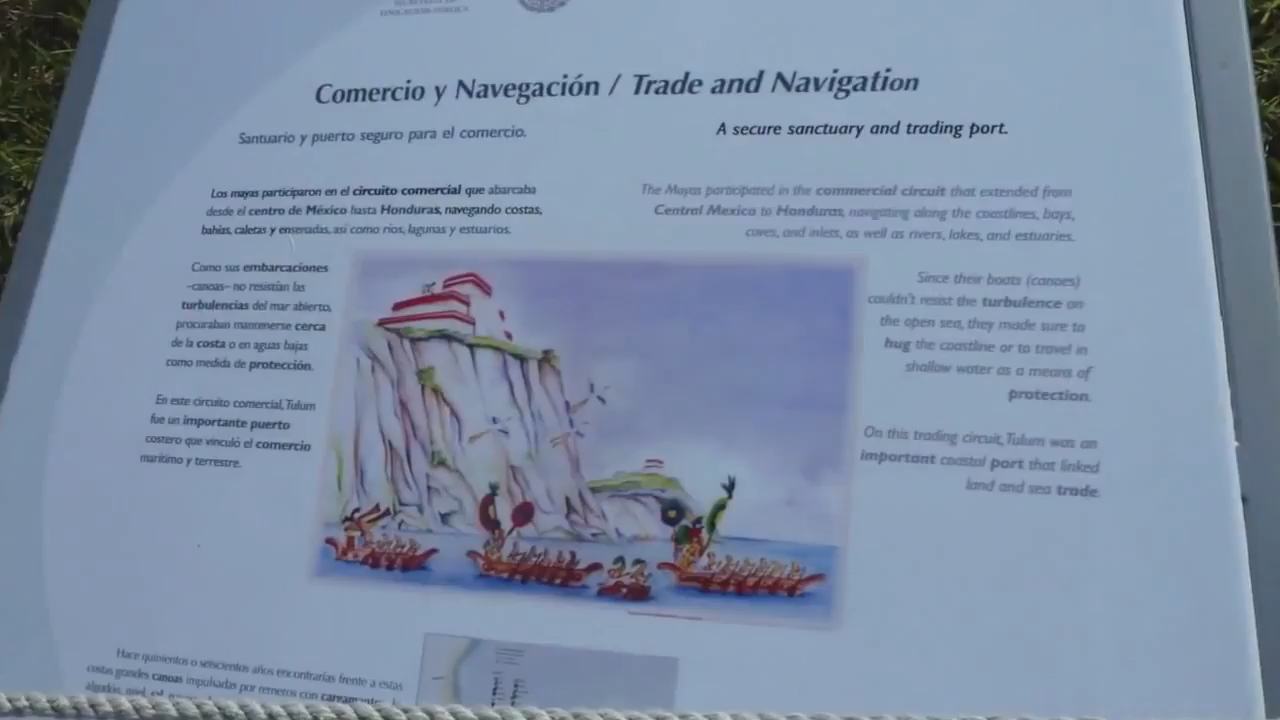 SECRETARÍA DE
EDUCACIÓN PÚBLICA
Comercio y Navegación / Trade and Navigation
Santuario y puerto seguro para el comercio.
A secure sanctuary and trading port.
Los mayas participaron en el circuito comercial que abarcaba
desde el centro de México hasta Honduras, navegando costas,
bahías, caletas y ensenadas, así como ríos, lagunas y estuarios.
The Mayas participated in the commercial circuit that extended from
Central Mexico to Honduras, navigating along the coastlines, bays,
coves, and inlets, as well as rivers, lakes, and estuaries.
Como sus embarcaciones
-canoas- no resistían las
turbulencias del mar abierto,
procuraban mantenerse cerca
de la costa o en aguas bajas
como medida de protección.
En este circuito comercial, Tulum
fue un importante puerto
costero que vinculó el comercio
marítimo y terrestre.
Since their boats (canoes)
couldn't resist the turbulence on
the open sea, they made sure to
hug the coastline or to travel in
shallow water as a means of
protection.
On this trading circuit, Tulum was an
important coastal port that linked
land and sea trade.
Hace quinientos o seiscientos años encontrarías frente a estas
costas grandes canoas impulsadas por remeros con
algodón, miel,